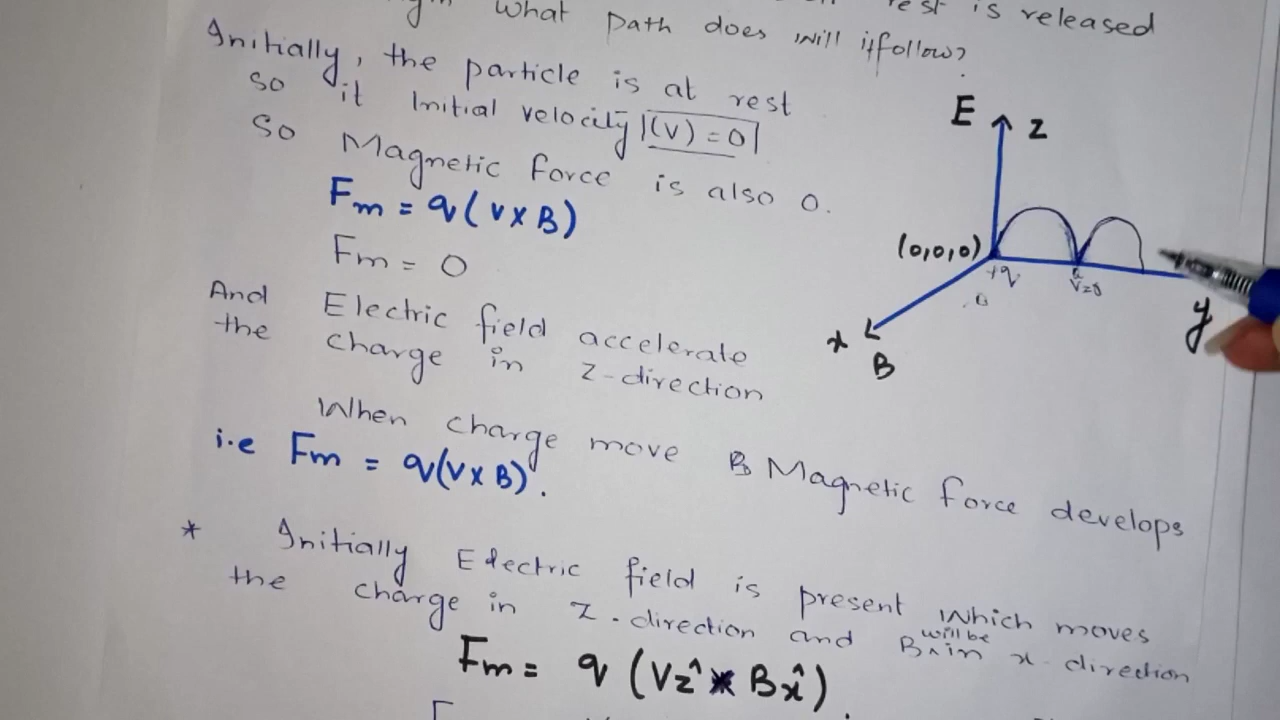 rest is released
what path does will it follow?
Initially, the particle is at rest
so it Initial velocity |(v) = 0|
So Magnetic force is also 0.
Fm = q(v×B)
Fm = 0
And Electric field accelerate
the charge in z-direction
When charge move B Magnetic force develops
i.e Fm = q(v×B).
* Initially Electric field is present which moves
the charge in z-direction and B will be in x-direction
Fm = q (Vẑ × Bx̂).
E
z
(0,0,0)
+q
v=0
y
x
B